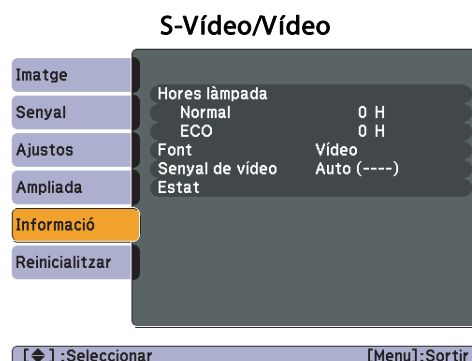 S-Vídeo/Vídeo
Imatge
Senyal
Ajustos
Ampliada
Informació
Reinicialitzar
Hores làmpada
Normal 0 H
ECO 0 H
Font Vídeo
Senyal de vídeo Auto (----)
Estat
[ ] :Seleccionar [Menu]:Sortir